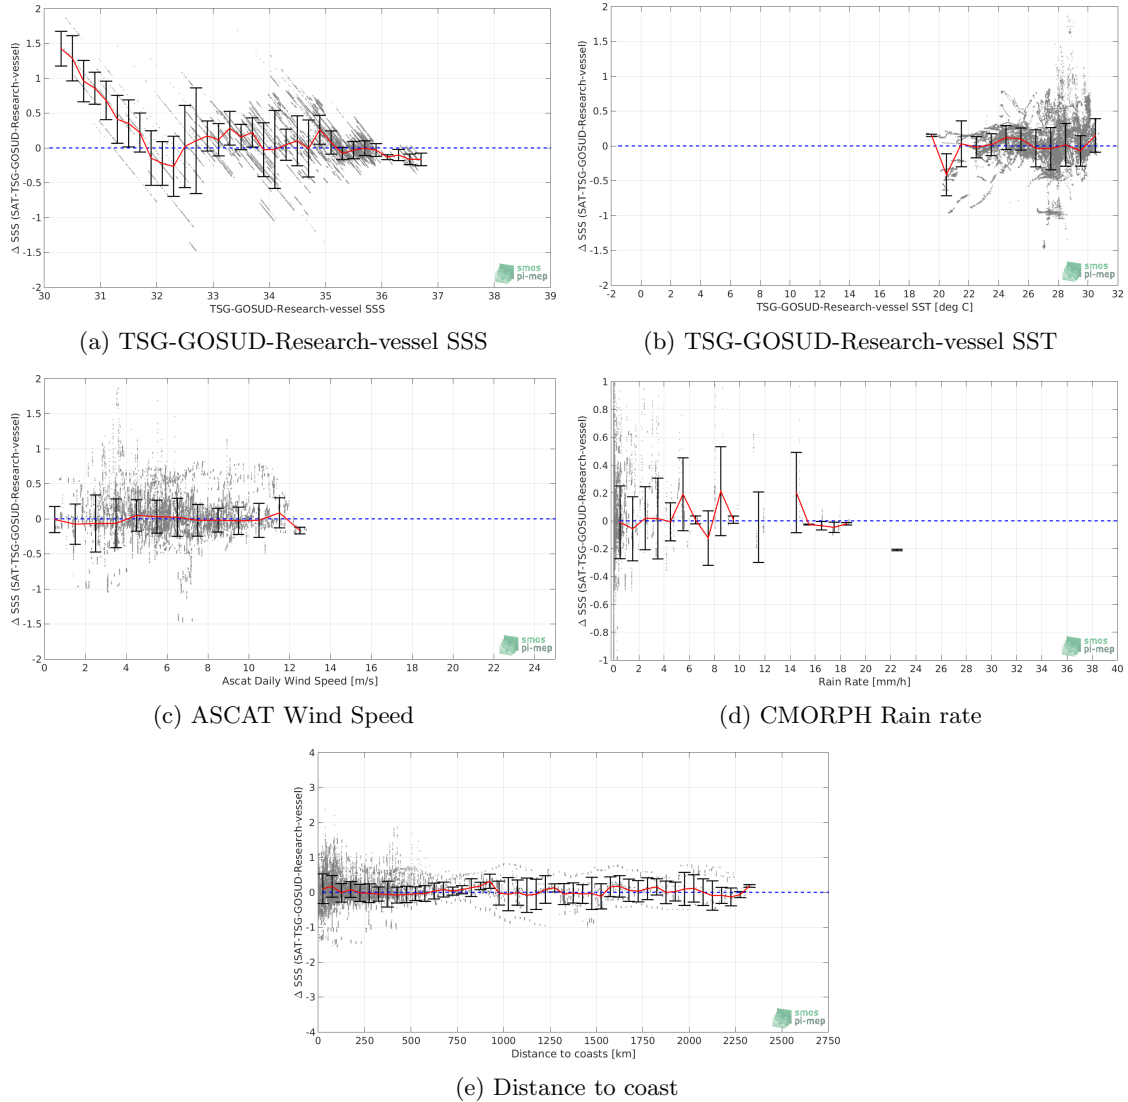 2
1.5
1
0.5
0
-0.5
-1
-1.5
-2
Δ SSS (SAT-TSG-GOSUD-Research-vessel)
30 31 32 33 34 35 36 37 38 39
TSG-GOSUD-Research-vessel SSS
smos
pi-mep
(a) TSG-GOSUD-Research-vessel SSS
2
1.5
1
0.5
0
-0.5
-1
-1.5
-2
Δ SSS (SAT-TSG-GOSUD-Research-vessel)
-2 0 2 4 6 8 10 12 14 16 18 20 22 24 26 28 30 32
TSG-GOSUD-Research-vessel SST [deg C]
smos
pi-mep
(b) TSG-GOSUD-Research-vessel SST
2
1.5
1
0.5
0
-0.5
-1
-1.5
-2
Δ SSS (SAT-TSG-GOSUD-Research-vessel)
0 2 4 6 8 10 12 14 16 18 20 22 24
Ascat Daily Wind Speed [m/s]
smos
pi-mep
(c) ASCAT Wind Speed
1
0.8
0.6
0.4
0.2
0
-0.2
-0.4
-0.6
-0.8
-1
Δ SSS (SAT-TSG-GOSUD-Research-vessel)
0 2 4 6 8 10 12 14 16 18 20 22 24 26 28 30 32 34 36 38 40
Rain Rate [mm/h]
smos
pi-mep
(d) CMORPH Rain rate
4
3
2
1
0
-1
-2
-3
-4
Δ SSS (SAT-TSG-GOSUD-Research-vessel)
0 250 500 750 1000 1250 1500 1750 2000 2250 2500 2750
Distance to coasts [km]
smos
pi-mep
(e) Distance to coast